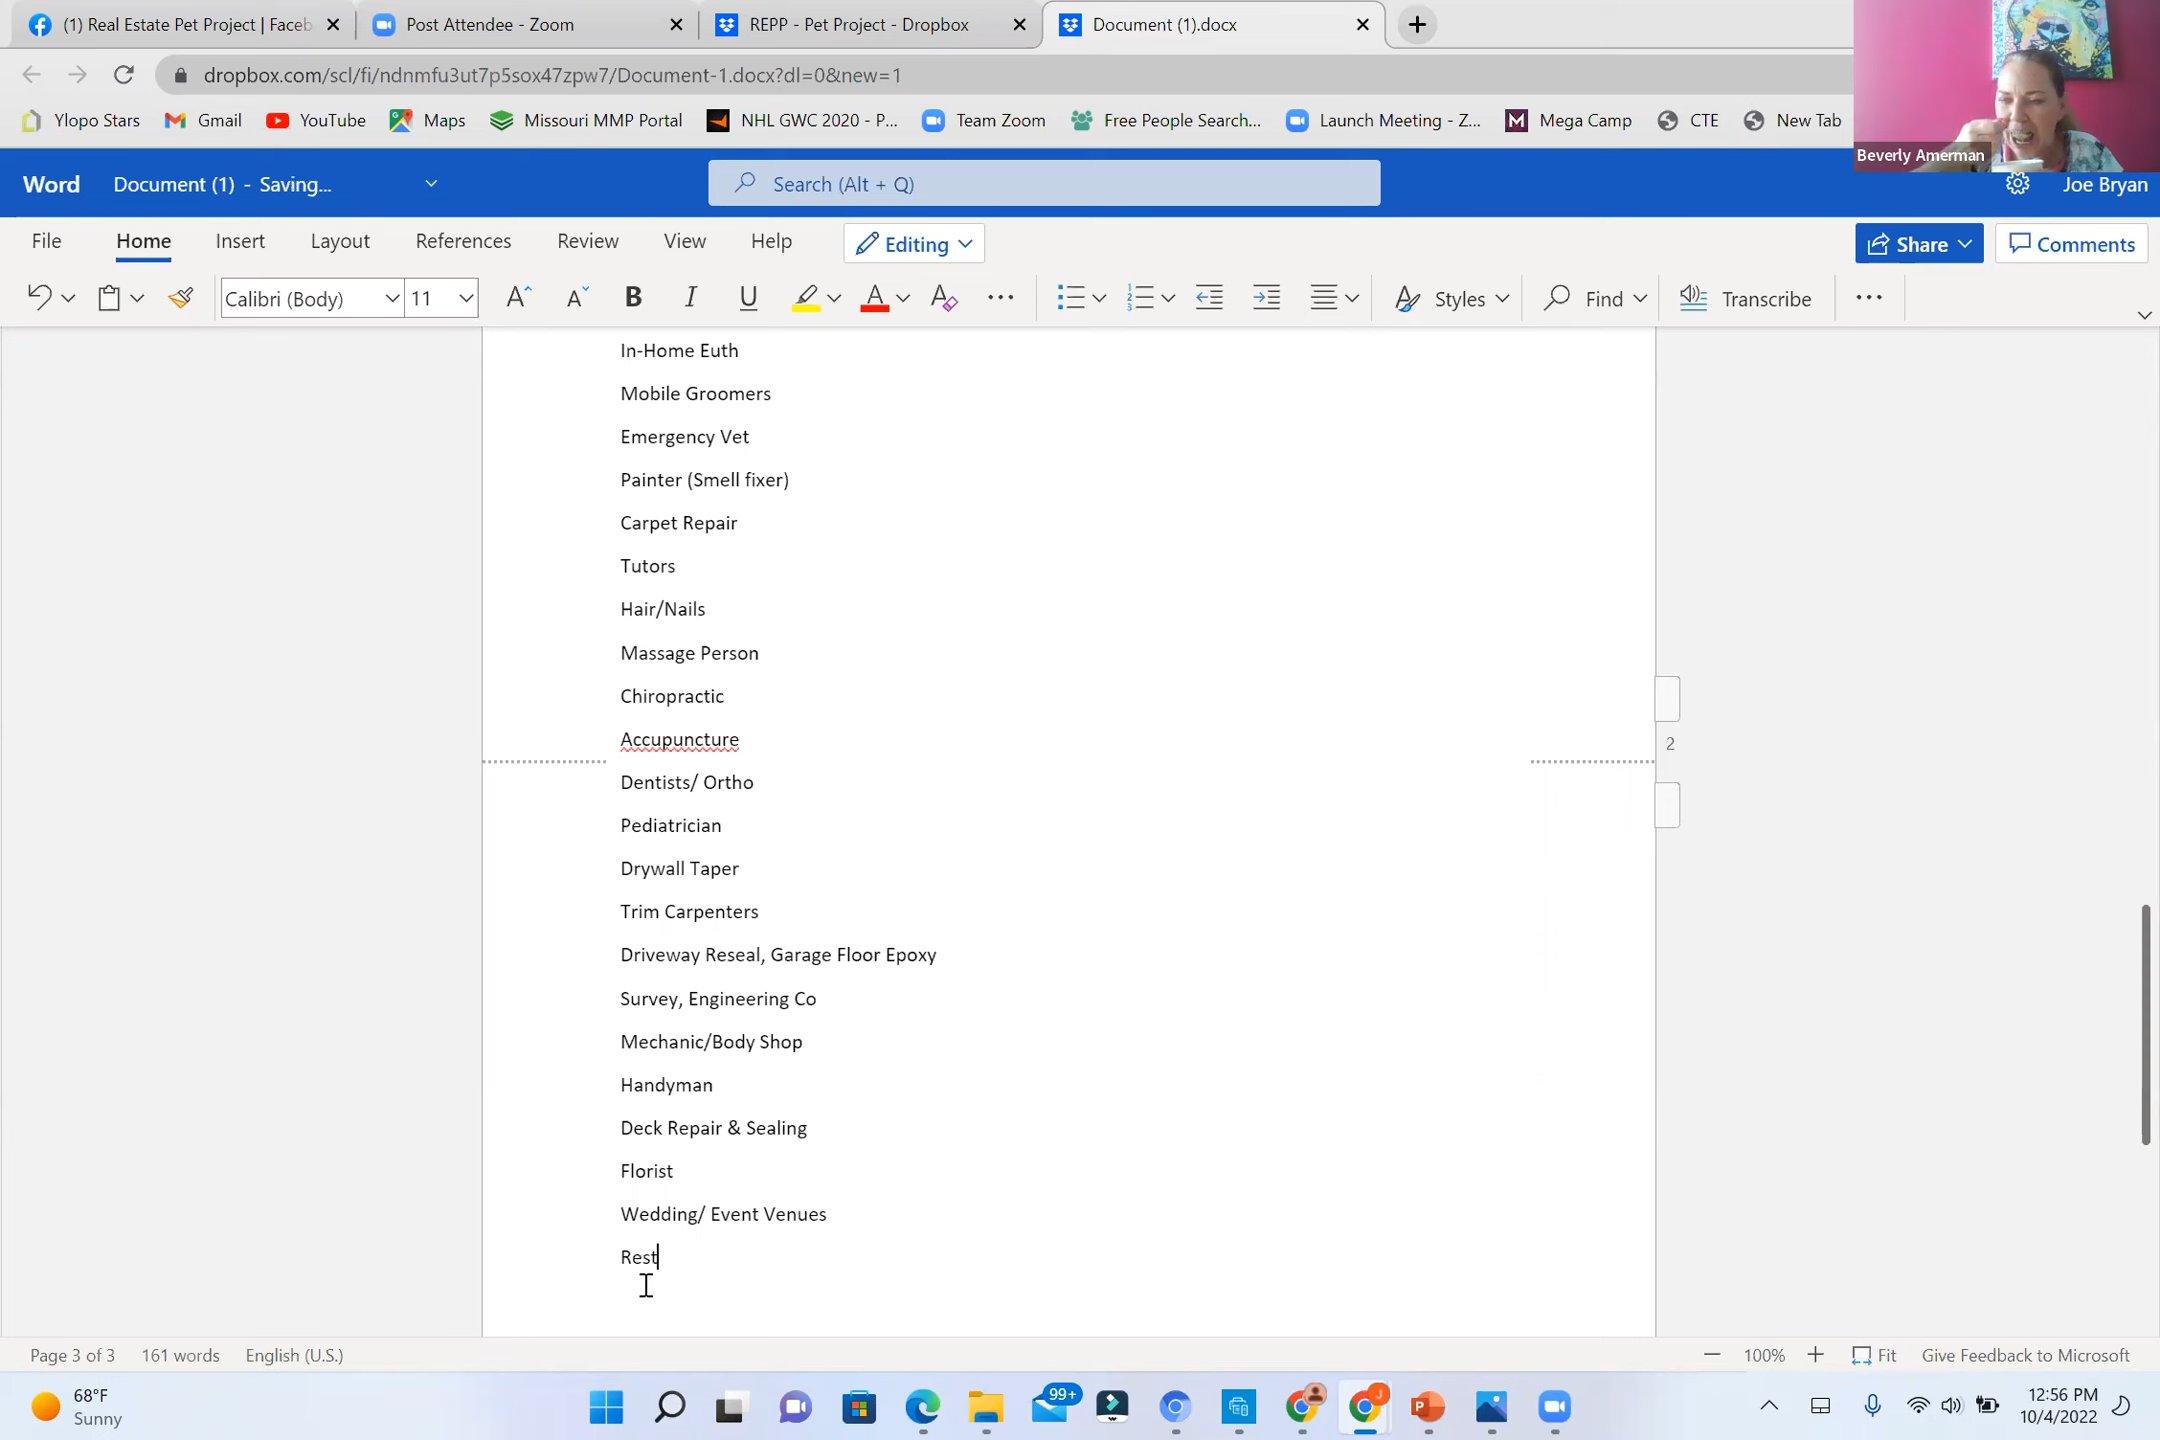 (1) Real Estate Pet Project | Faceb
Post Attendee - Zoom
REPP - Pet Project - Dropbox
Document (1).docx
dropbox.com/scl/fi/ndnmfu3ut7p5sox47zpw7/Document-1.docx?dl=0&new=1
Ylopo Stars
Gmail
YouTube
Maps
Missouri MMP Portal
NHL GWC 2020 - P...
Team Zoom
Free People Search...
Launch Meeting - Z...
Mega Camp
CTE
New Tab
Beverly Amerman
Word
Document (1) - Saving...
Search (Alt + Q)
Joe Bryan
File
Home
Insert
Layout
References
Review
View
Help
Editing
Share
Comments
Calibri (Body)
11
Styles
Find
Transcribe
In-Home Euth
Mobile Groomers
Emergency Vet
Painter (Smell fixer)
Carpet Repair
Tutors
Hair/Nails
Massage Person
Chiropractic
Accupuncture
2
Dentists/ Ortho
Pediatrician
Drywall Taper
Trim Carpenters
Driveway Reseal, Garage Floor Epoxy
Survey, Engineering Co
Mechanic/Body Shop
Handyman
Deck Repair & Sealing
Florist
Wedding/ Event Venues
Rest
Page 3 of 3
161 words
English (U.S.)
100%
Fit
Give Feedback to Microsoft
68°F
Sunny
99+
12:56 PM
10/4/2022